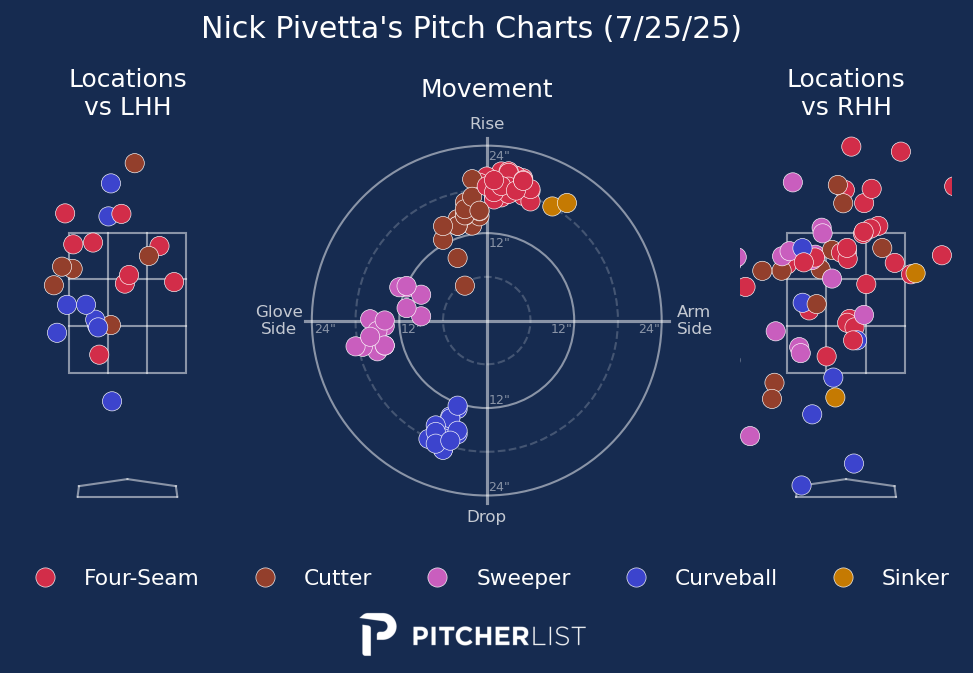 Nick Pivetta's Pitch Charts (7/25/25)
Locations
vs LHH
Movement
Locations
vs RHH
Rise
24"
12"
Glove
Side
24"
12
12"
24"
Arm
Side
12"
24"
Drop
Four-Seam
Cutter
Sweeper
Curveball
Sinker
PITCHERLIST